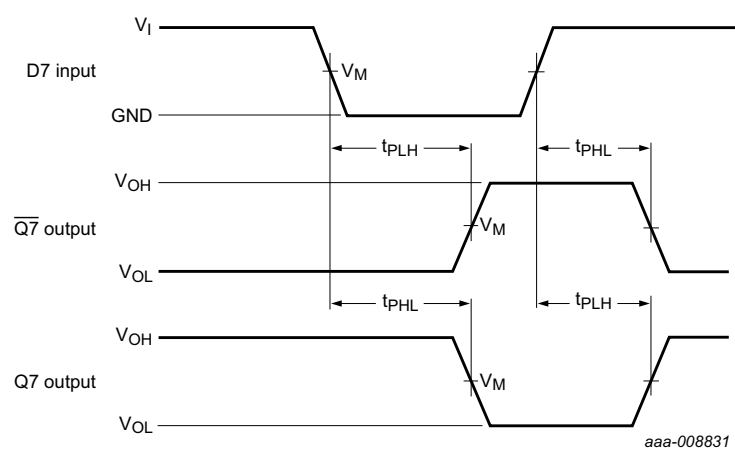 V_I
D7 input
V_M
GND
t_PLH
t_PHL
V_OH
Q̅7̅ output
V_M
V_OL
t_PHL
t_PLH
V_OH
Q7 output
V_M
V_OL
aaa-008831